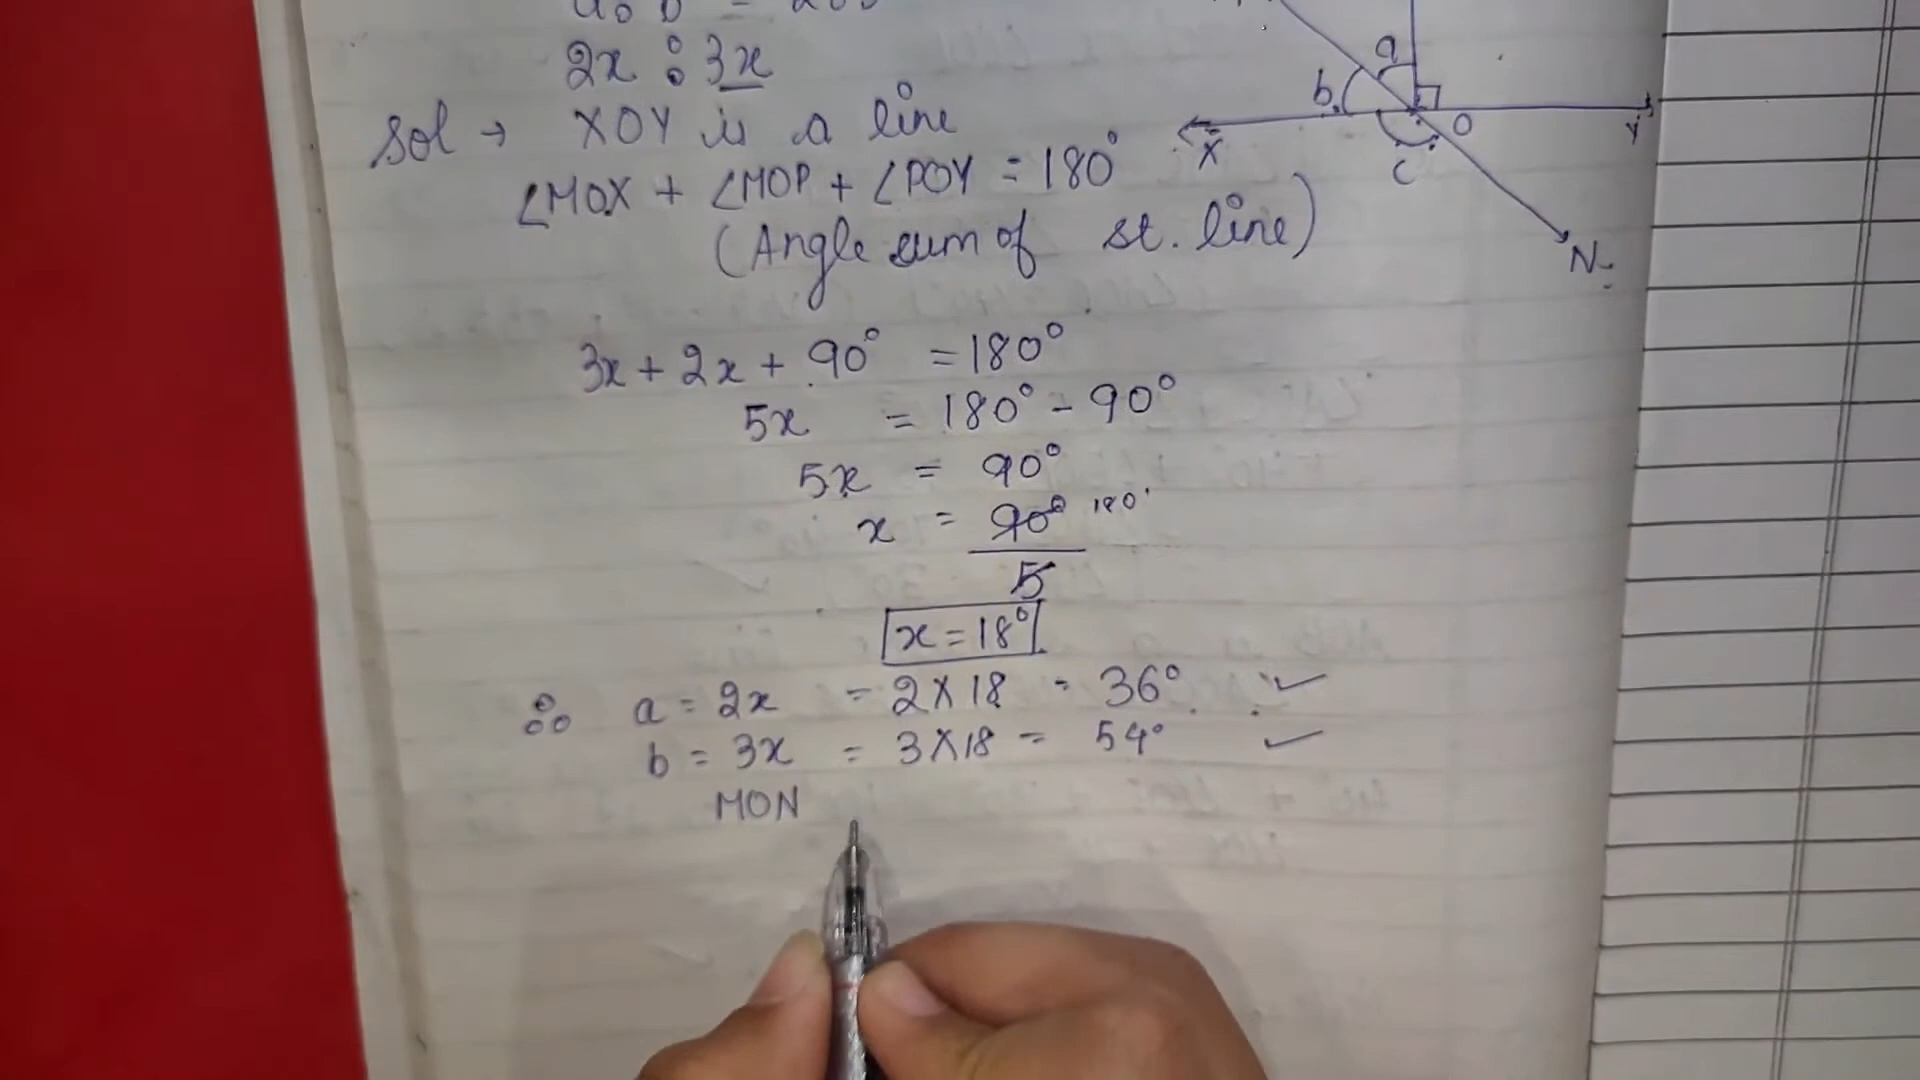 2x : 3x
Sol → XOY is a line
∠MOX + ∠MOP + ∠POY = 180°
(Angle sum of st. line)
3x + 2x + 90° = 180°
5x = 180° - 90°
5x = 90°
x = 90° 18°
5
x = 18°
∴ a = 2x = 2 X 18 = 36° ✓
b = 3x = 3 X 18 = 54° ✓
MON
a
b
O
Y
X
C
N